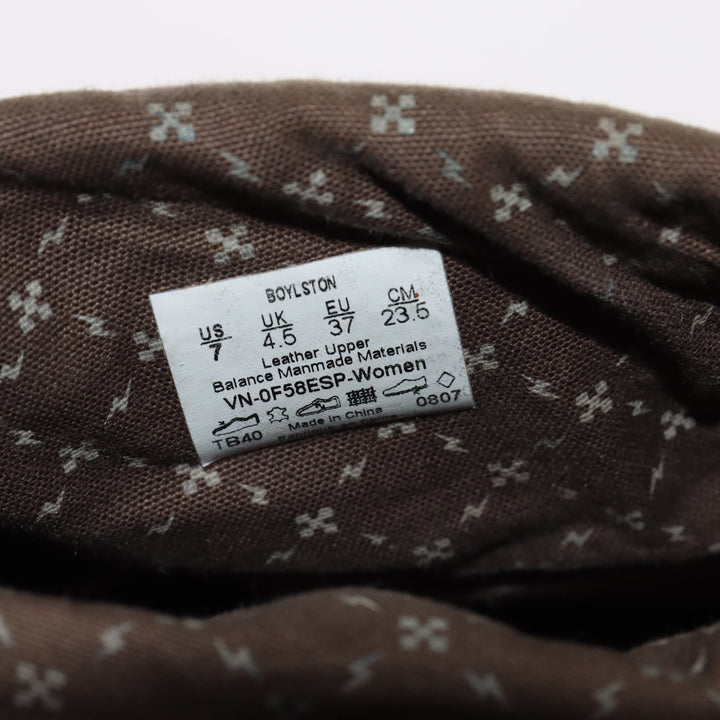 BOYLSTON
US UK EU CM
7 4.5 37 23.5
Leather Upper
Balance Manmade Materials
VN-0F58ESP-Women
TB40 Made in China 0807